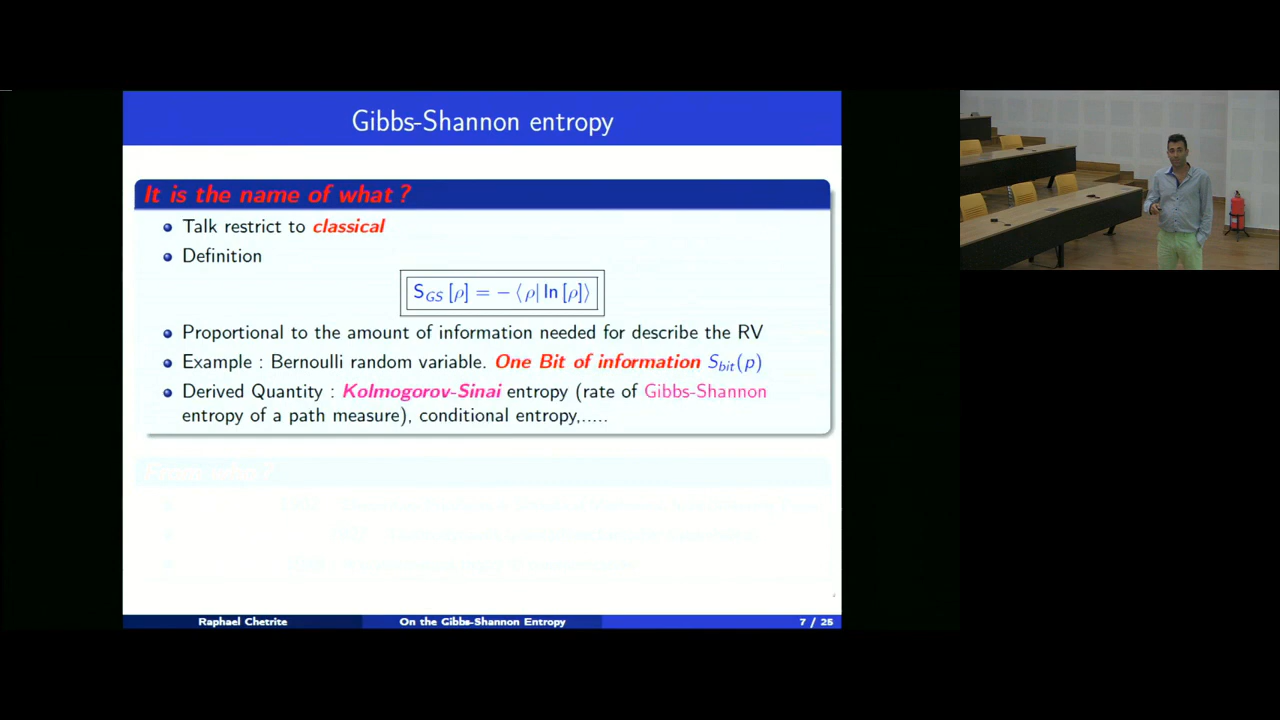 Gibbs-Shannon entropy
It is the name of what ?
Talk restrict to classical
Definition
S_GS [ρ] = − ⟨ρ| ln [ρ]⟩
Proportional to the amount of information needed for describe the RV
Example : Bernoulli random variable. One Bit of information S_bit(p)
Derived Quantity : Kolmogorov-Sinai entropy (rate of Gibbs-Shannon
entropy of a path measure), conditional entropy,.....
Raphael Chetrite
On the Gibbs-Shannon Entropy
7 / 25